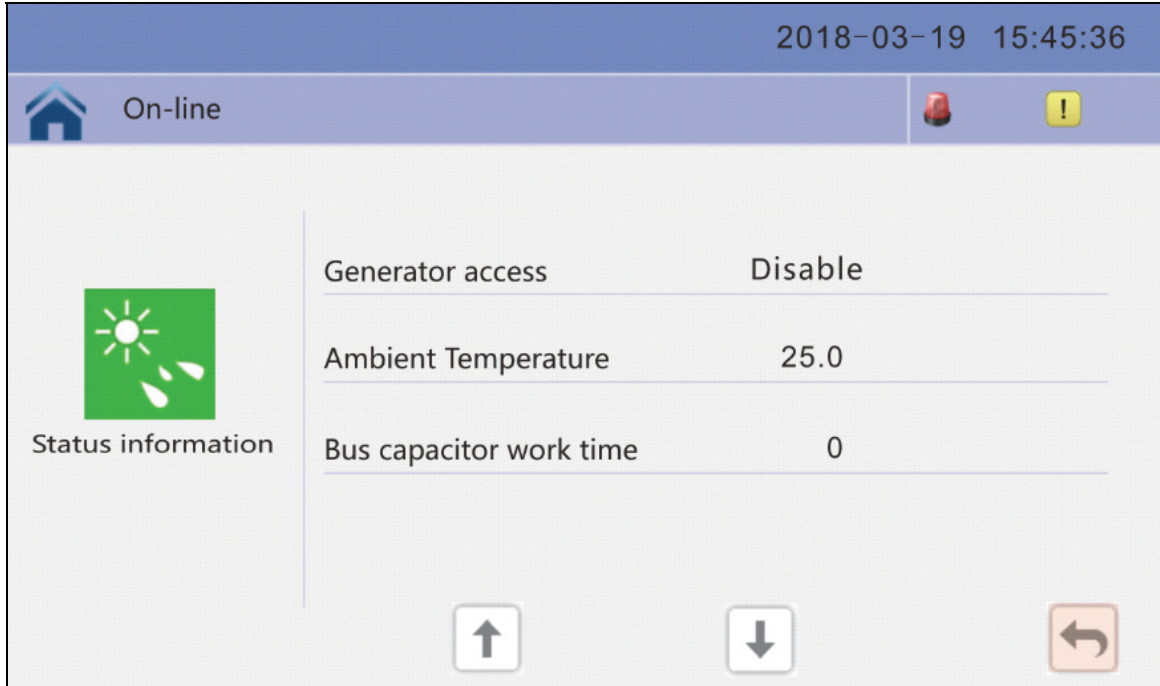 2018-03-19 15:45:36
On-line
!
Generator access Disable
Ambient Temperature 25.0
Status information
Bus capacitor work time 0